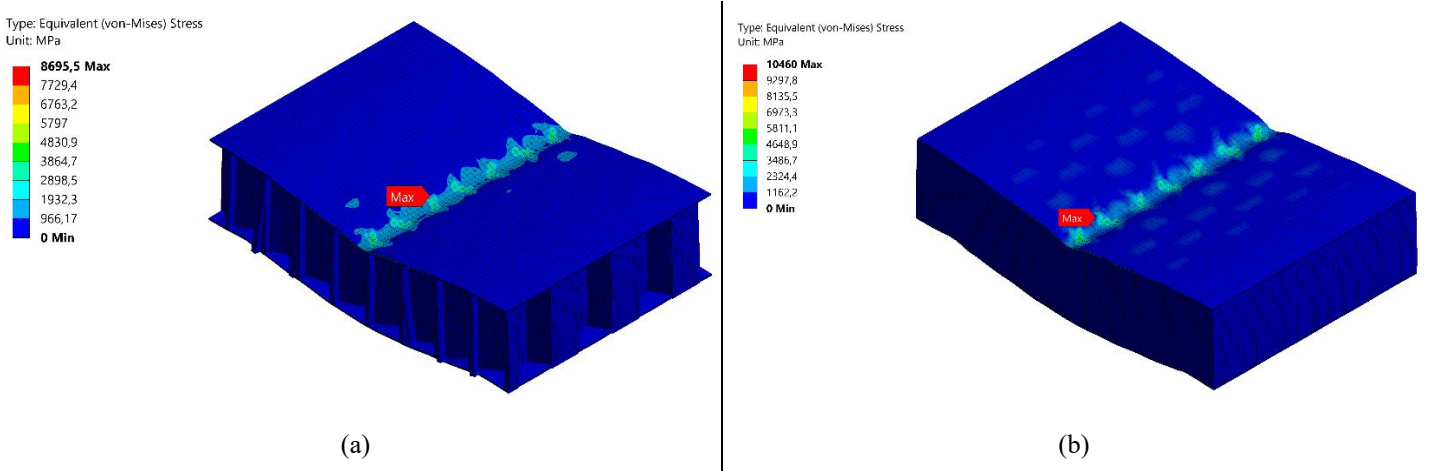 Type: Equivalent (von-Mises) Stress
Unit: MPa
8695,5 Max
7729,4
6763,2
5797
4830,9
3864,7
2898,5
1932,3
966,17
0 Min
Max
(a)
Type: Equivalent (von-Mises) Stress
Unit: MPa
10460 Max
9297,8
8135,5
6973,3
5811,1
4648,9
3486,7
2324,4
1162,2
0 Min
Max
(b)